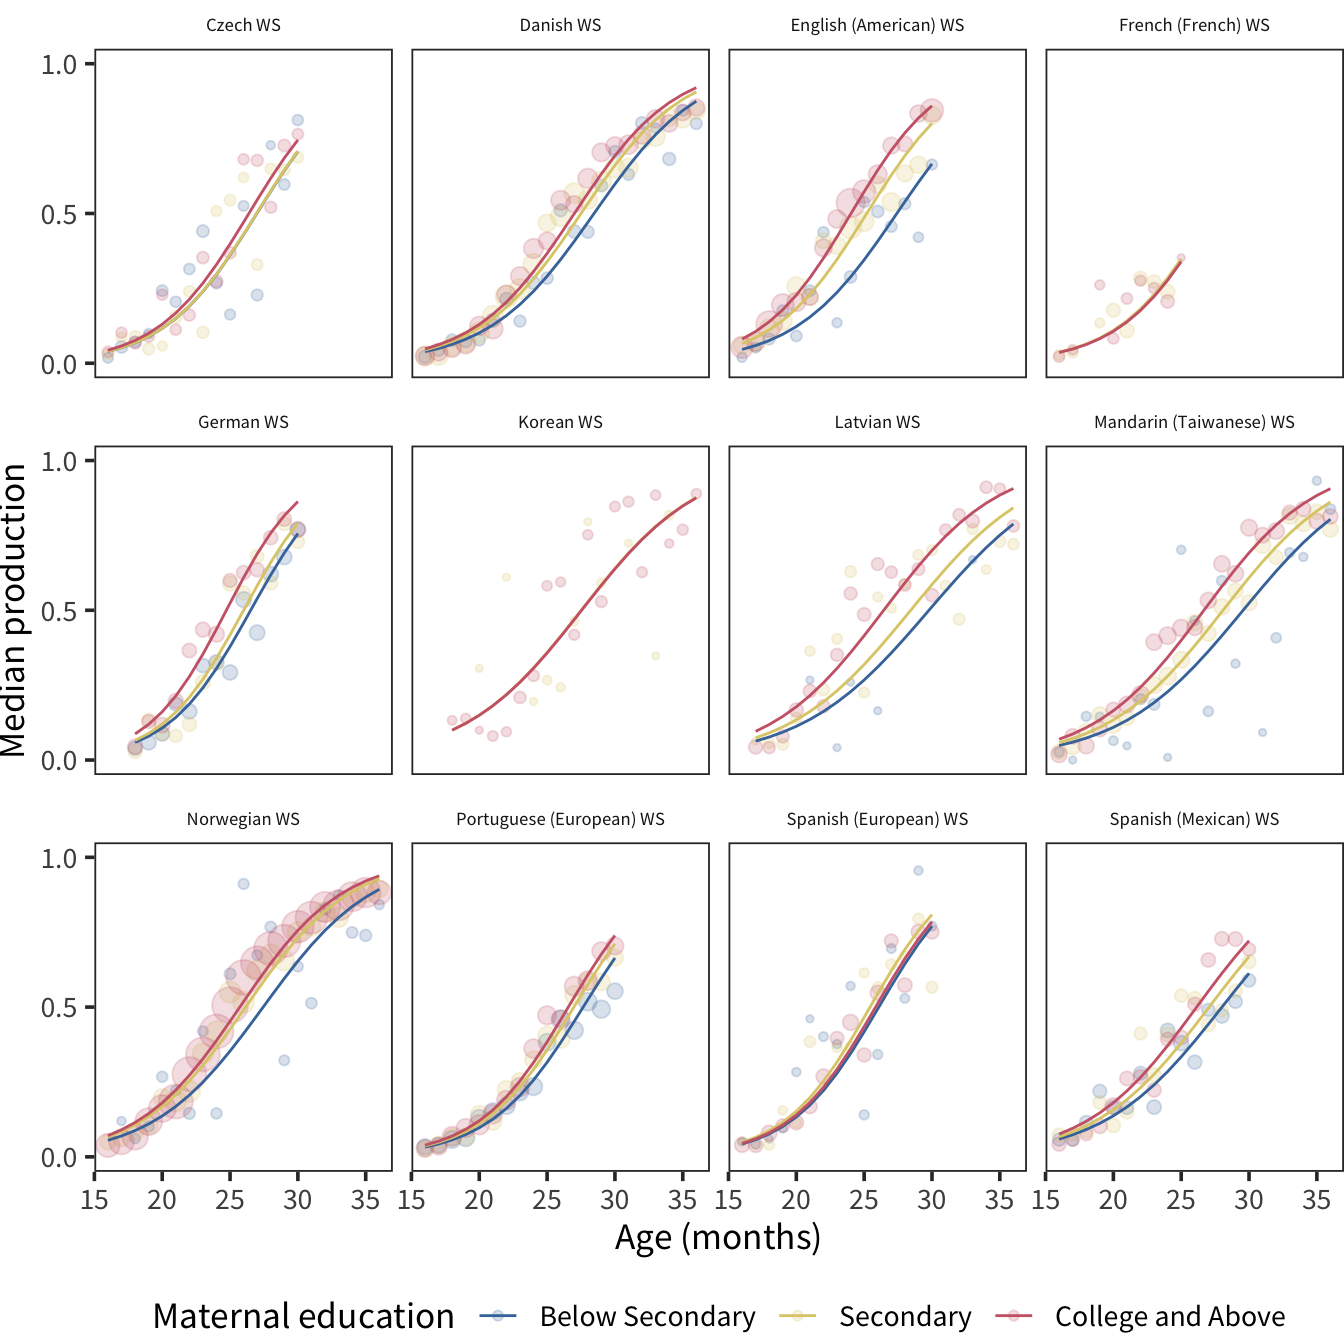 Czech WS
Danish WS
English (American) WS
French (French) WS
1.0
0.5
0.0
German WS
Korean WS
Latvian WS
Mandarin (Taiwanese) WS
1.0
0.5
0.0
Median production
Norwegian WS
Portuguese (European) WS
Spanish (European) WS
Spanish (Mexican) WS
1.0
0.5
0.0
15 20 25 30 35 15 20 25 30 35 15 20 25 30 35 15 20 25 30 35
Age (months)
Maternal education Below Secondary Secondary College and Above